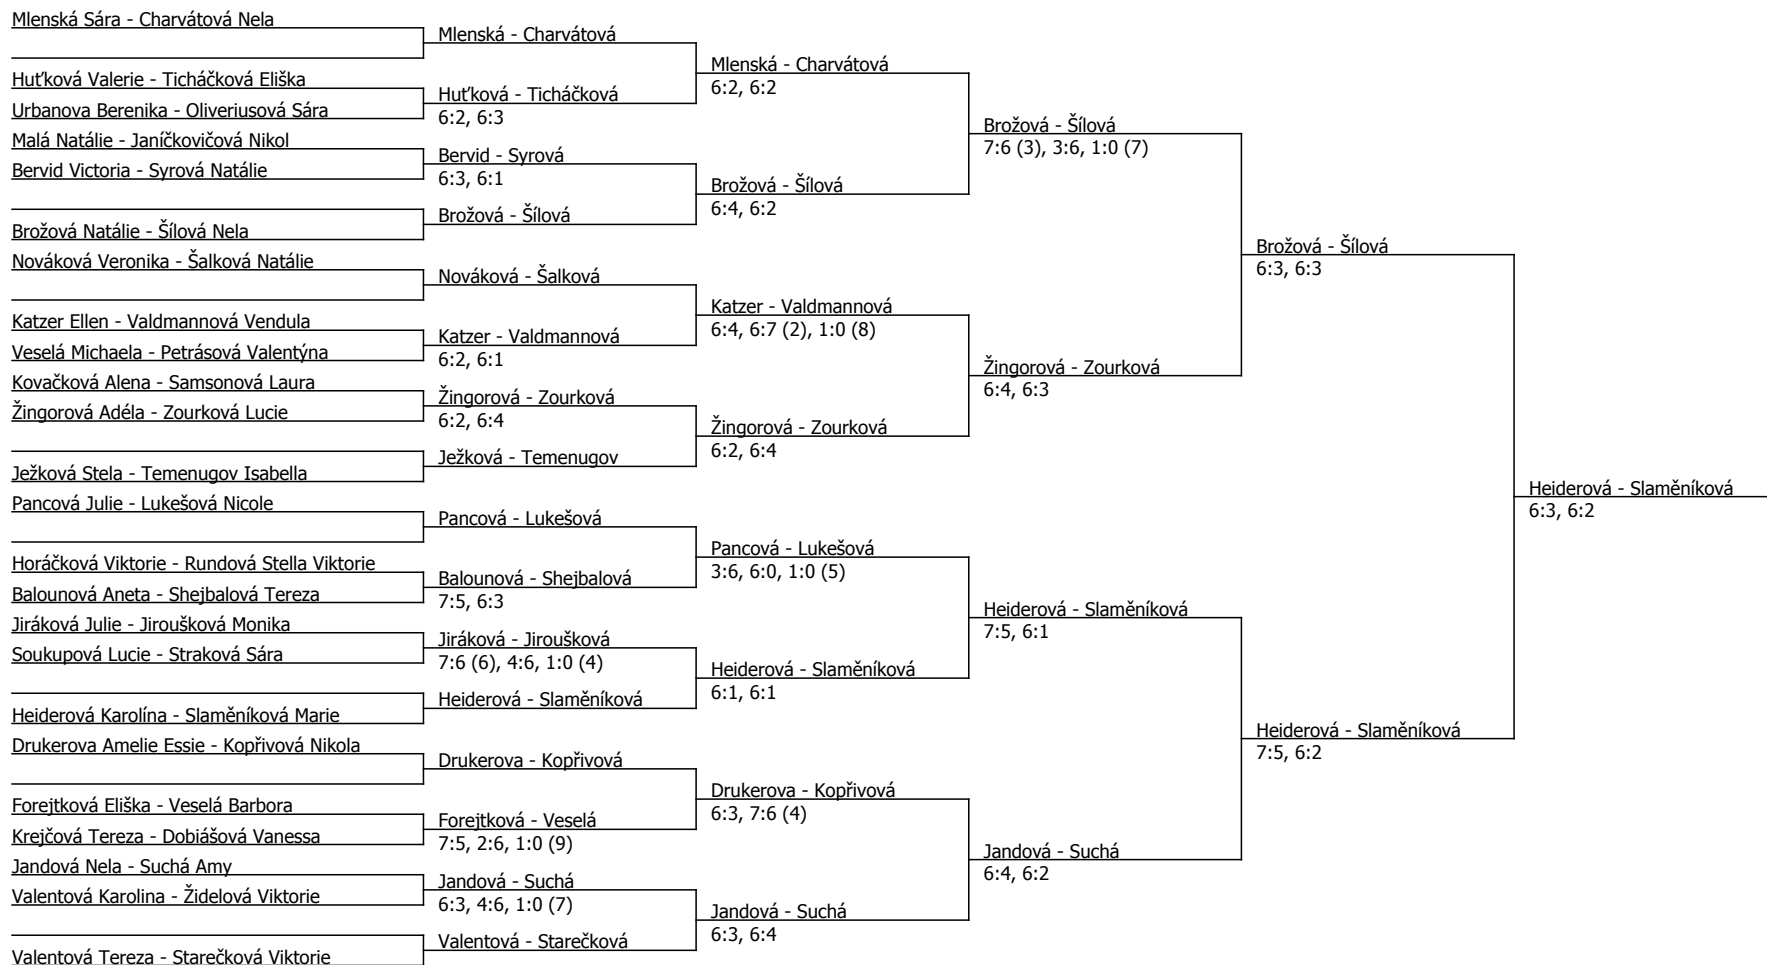 Mlenská Sára - Charvátová Nela
Huťková Valerie - Ticháčková Eliška
Urbanova Berenika - Oliveriusová Sára
Malá Natálie - Janíčkovičová Nikol
Bervid Victoria - Syrová Natálie
Brožová Natálie - Šílová Nela
Nováková Veronika - Šalková Natálie
Katzer Ellen - Valdmannová Vendula
Veselá Michaela - Petrásová Valentýna
Kovačková Alena - Samsonová Laura
Žingorová Adéla - Zourková Lucie
Ježková Stela - Temenugov Isabella
Pancová Julie - Lukešová Nicole
Horáčková Viktorie - Rundová Stella Viktorie
Balounová Aneta - Shejbalová Tereza
Jiráková Julie - Jiroušková Monika
Soukupová Lucie - Straková Sára
Heiderová Karolína - Slaměníková Marie
Drukerova Amelie Essie - Kopřivová Nikola
Forejtková Eliška - Veselá Barbora
Krejčová Tereza - Dobiášová Vanessa
Jandová Nela - Suchá Amy
Valentová Karolina - Židelová Viktorie
Valentová Tereza - Starečková Viktorie
Mlenská - Charvátová
Huťková - Ticháčková
6:2, 6:3
Bervid - Syrová
6:3, 6:1
Brožová - Šílová
Nováková - Šalková
Katzer - Valdmannová
6:2, 6:1
Žingorová - Zourková
6:2, 6:4
Ježková - Temenugov
Pancová - Lukešová
Balounová - Shejbalová
7:5, 6:3
Jiráková - Jiroušková
7:6 (6), 4:6, 1:0 (4)
Heiderová - Slaměníková
Drukerova - Kopřivová
Forejtková - Veselá
7:5, 2:6, 1:0 (9)
Jandová - Suchá
6:3, 4:6, 1:0 (7)
Valentová - Starečková
Mlenská - Charvátová
6:2, 6:2
Brožová - Šílová
6:4, 6:2
Katzer - Valdmannová
6:4, 6:7 (2), 1:0 (8)
Žingorová - Zourková
6:2, 6:4
Pancová - Lukešová
3:6, 6:0, 1:0 (5)
Heiderová - Slaměníková
6:1, 6:1
Drukerova - Kopřivová
6:3, 7:6 (4)
Jandová - Suchá
6:3, 6:4
Brožová - Šílová
7:6 (3), 3:6, 1:0 (7)
Žingorová - Zourková
6:4, 6:3
Heiderová - Slaměníková
7:5, 6:1
Jandová - Suchá
6:4, 6:2
Brožová - Šílová
6:3, 6:3
Heiderová - Slaměníková
7:5, 6:2
Heiderová - Slaměníková
6:3, 6:2